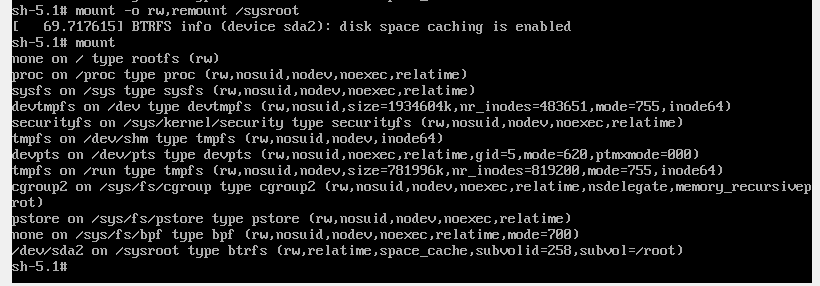 sh-5.1# mount -o rw,remount /sysroot
[   69.717615] BTRFS info (device sda2): disk space caching is enabled
sh-5.1# mount
none on / type rootfs (rw)
proc on /proc type proc (rw,nosuid,nodev,noexec,relatime)
sysfs on /sys type sysfs (rw,nosuid,nodev,noexec,relatime)
devtmpfs on /dev type devtmpfs (rw,nosuid,size=1934604k,nr_inodes=483651,mode=755,inode64)
securityfs on /sys/kernel/security type securityfs (rw,nosuid,nodev,noexec,relatime)
tmpfs on /dev/shm type tmpfs (rw,nosuid,nodev,inode64)
devpts on /dev/pts type devpts (rw,nosuid,noexec,relatime,gid=5,mode=620,ptmxmode=000)
tmpfs on /run type tmpfs (rw,nosuid,nodev,size=781996k,nr_inodes=819200,mode=755,inode64)
cgroup2 on /sys/fs/cgroup type cgroup2 (rw,nosuid,nodev,noexec,relatime,nsdelegate,memory_recursivep
rot)
pstore on /sys/fs/pstore type pstore (rw,nosuid,nodev,noexec,relatime)
none on /sys/fs/bpf type bpf (rw,nosuid,nodev,noexec,relatime,mode=700)
/dev/sda2 on /sysroot type btrfs (rw,relatime,space_cache,subvolid=258,subvol=/root)
sh-5.1#